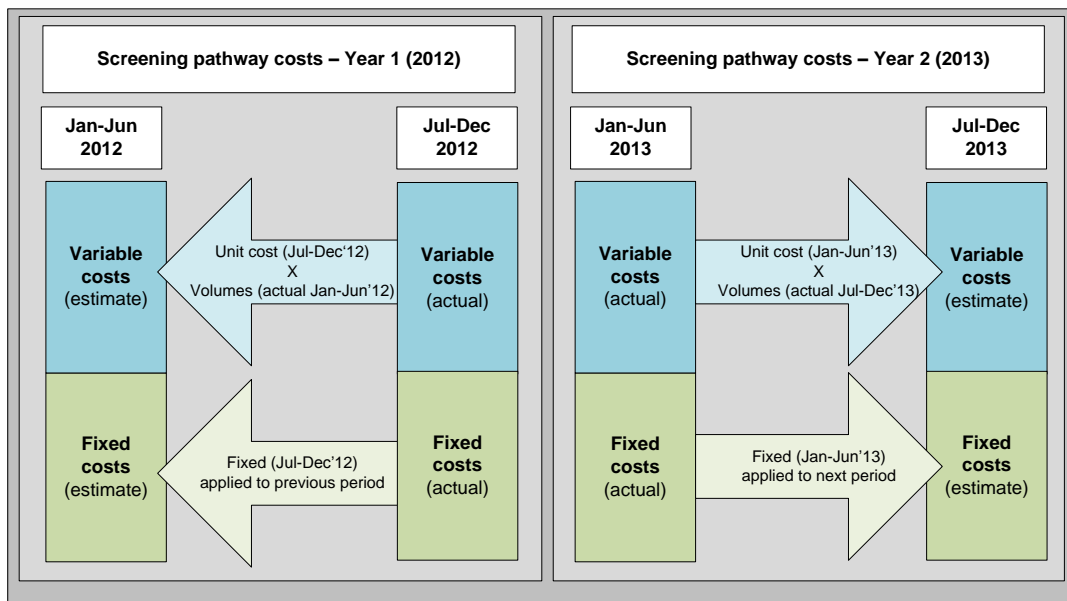 Screening pathway costs – Year 1 (2012)
Jan-Jun
2012
Jul-Dec
2012
Variable
costs
(estimate)
Unit cost (Jul-Dec‘12)
X
Volumes (actual Jan-Jun’12)
Variable
costs
(actual)
Fixed
costs
(estimate)
Fixed (Jul-Dec’12)
applied to previous period
Fixed
costs
(actual)
Screening pathway costs – Year 2 (2013)
Jan-Jun
2013
Jul-Dec
2013
Variable
costs
(actual)
Unit cost (Jan-Jun’13)
X
Volumes (actual Jul-Dec’13)
Variable
costs
(estimate)
Fixed
costs
(actual)
Fixed (Jan-Jun’13)
applied to next period
Fixed
costs
(estimate)